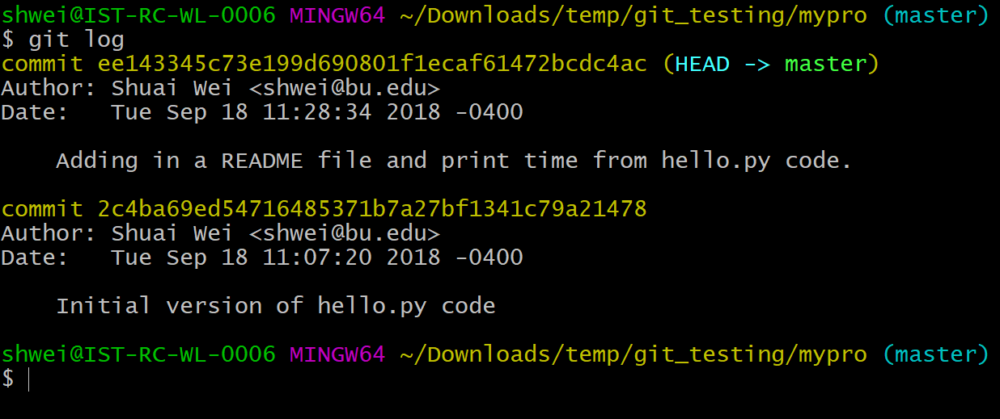 shwei@IST-RC-WL-0006 MINGW64 ~/Downloads/temp/git_testing/mypro (master)
$ git log
commit ee143345c73e199d690801f1ecaf61472bcdc4ac (HEAD -> master)
Author: Shuai Wei <shwei@bu.edu>
Date:   Tue Sep 18 11:28:34 2018 -0400
    Adding in a README file and print time from hello.py code.
commit 2c4ba69ed54716485371b7a27bf1341c79a21478
Author: Shuai Wei <shwei@bu.edu>
Date:   Tue Sep 18 11:07:20 2018 -0400
    Initial version of hello.py code
shwei@IST-RC-WL-0006 MINGW64 ~/Downloads/temp/git_testing/mypro (master)
$